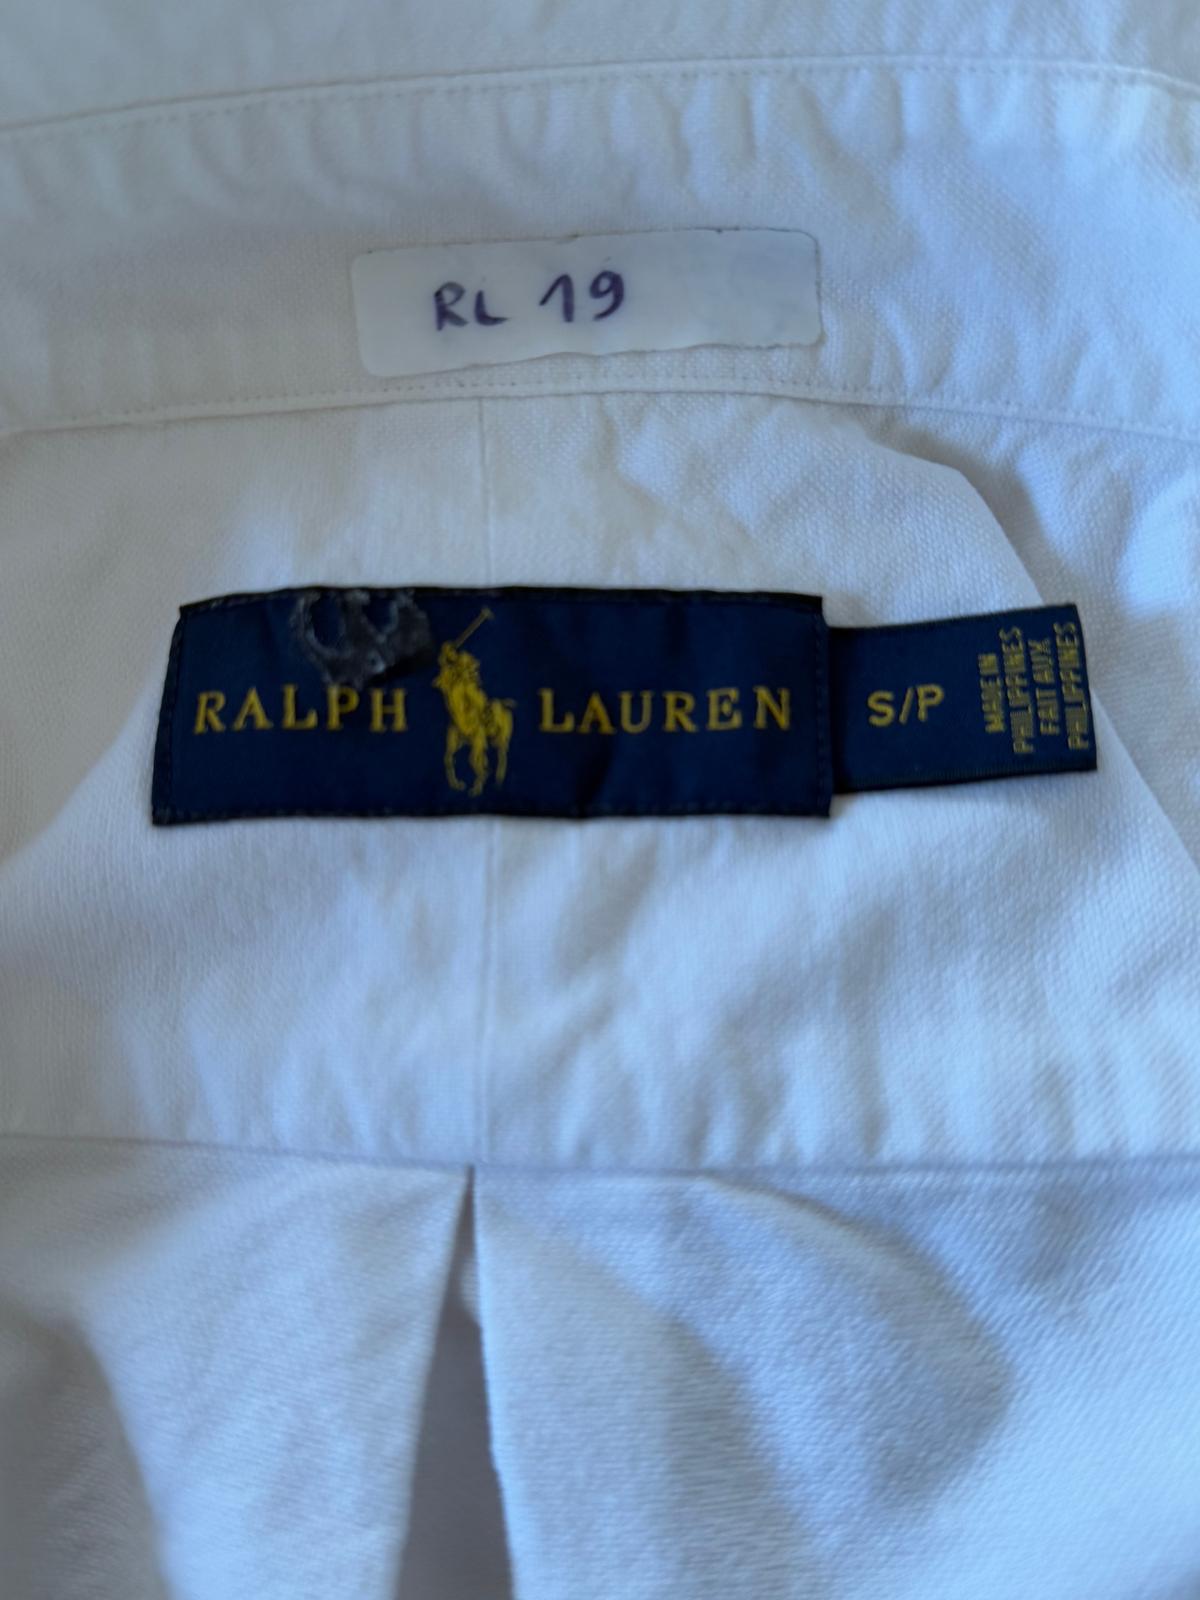 RL 19
RALPH LAUREN
S/P
MADE IN
PHILIPPINES
FAIT AUX
PHILIPPINES